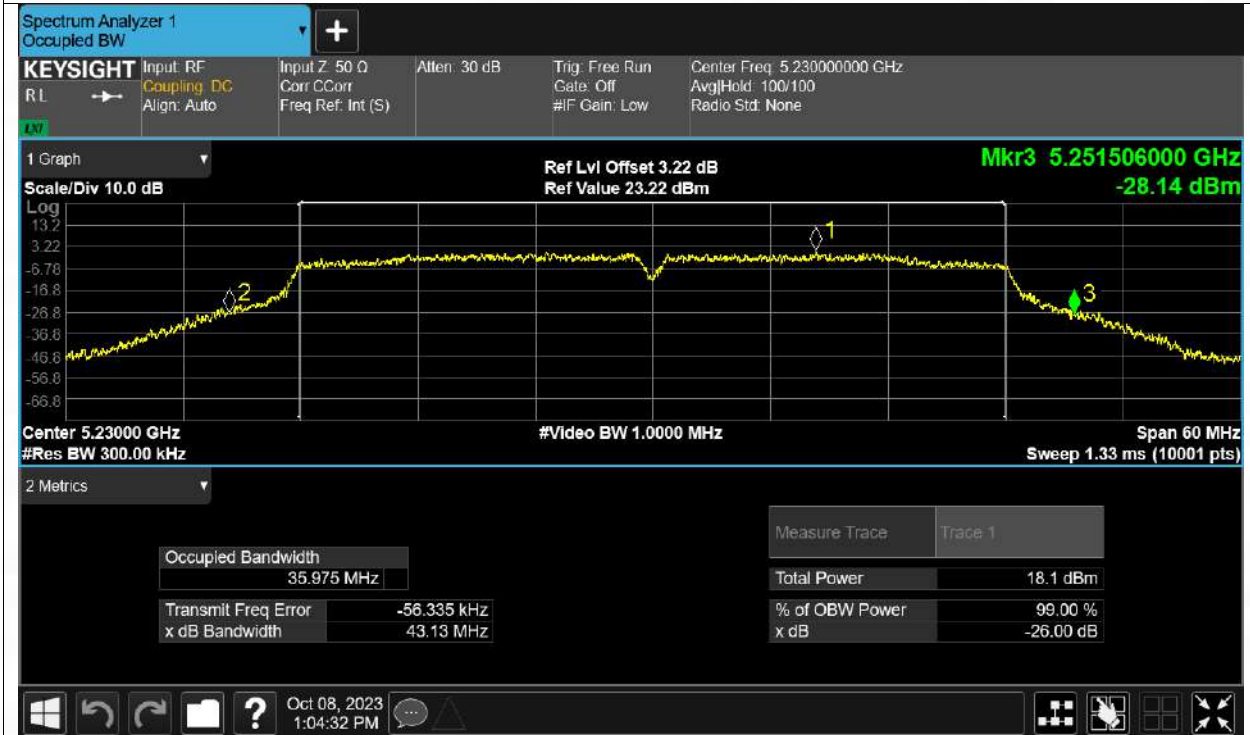 Spectrum Analyzer 1
Occupied BW
+
KEYSIGHT
RL
LXI
Input: RF
Coupling: DC
Align: Auto
Input Z: 50 Ω
Corr CCorr
Freq Ref: Int (S)
Atten: 30 dB
Trig: Free Run
Gate: Off
#IF Gain: Low
Center Freq: 5.230000000 GHz
Avg|Hold: 100/100
Radio Std: None
1 Graph
Scale/Div 10.0 dB
Ref Lvl Offset 3.22 dB
Ref Value 23.22 dBm
Mkr3 5.251506000 GHz
-28.14 dBm
Log
13.2
3.22
-6.78
-16.8
-26.8
-36.8
-46.8
-56.8
-66.8
1
2
3
Center 5.23000 GHz
#Video BW 1.0000 MHz
Span 60 MHz
#Res BW 300.00 kHz
Sweep 1.33 ms (10001 pts)
2 Metrics
Measure Trace Trace 1
Occupied Bandwidth
35.975 MHz
Total Power 18.1 dBm
Transmit Freq Error -56.335 kHz
% of OBW Power 99.00 %
x dB Bandwidth 43.13 MHz
x dB -26.00 dB
?
Oct 08, 2023
1:04:32 PM